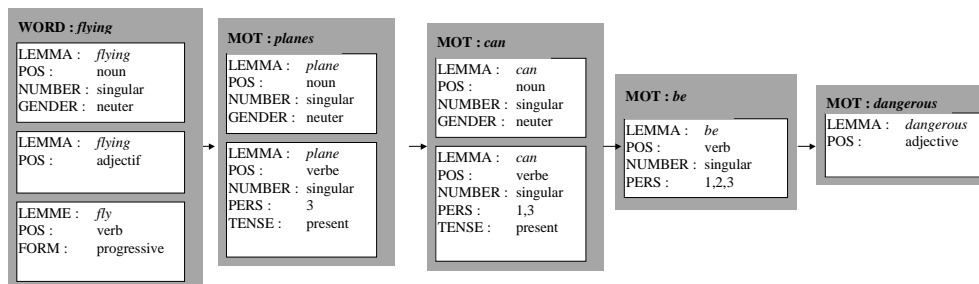 WORD : flying
LEMMA : flying
POS : noun
NUMBER : singular
GENDER : neuter
LEMMA : flying
POS : adjectif
LEMME : fly
POS : verb
FORM : progressive
MOT : planes
LEMMA : plane
POS : noun
NUMBER : singular
GENDER : neuter
LEMMA : plane
POS : verbe
NUMBER : singular
PERS : 3
TENSE : present
MOT : can
LEMMA : can
POS : noun
NUMBER : singular
GENDER : neuter
LEMMA : can
POS : verbe
NUMBER : singular
PERS : 1,3
TENSE : present
MOT : be
LEMMA : be
POS : verb
NUMBER : singular
PERS : 1,2,3
MOT : dangerous
LEMMA : dangerous
POS : adjective